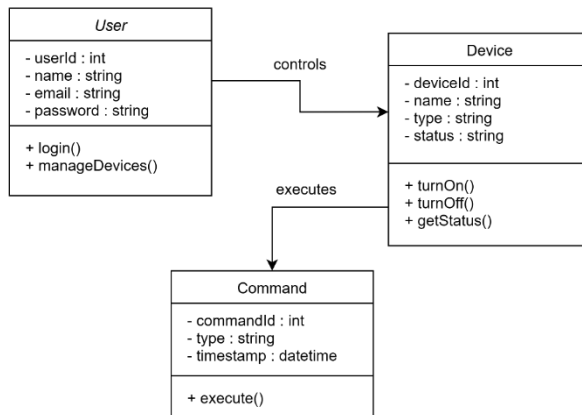 User
- userId : int
- name : string
- email : string
- password : string
+ login()
+ manageDevices()
controls
Device
- deviceId : int
- name : string
- type : string
- status : string
+ turnOn()
+ turnOff()
+ getStatus()
executes
Command
- commandId : int
- type : string
- timestamp : datetime
+ execute()